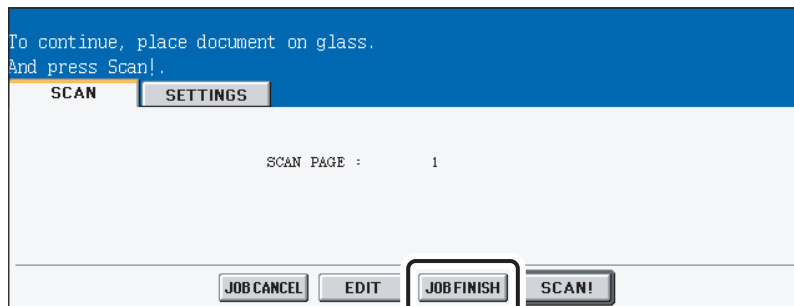 To continue, place document on glass.
And press Scan!.
SCAN SETTINGS
SCAN PAGE : 1
JOB CANCEL EDIT JOB FINISH SCAN!